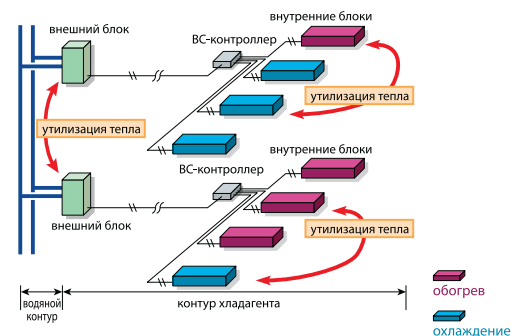 внутренние блоки
внешний блок
ВС-контроллер
утилизация тепла
утилизация тепла
внутренние блоки
ВС-контроллер
внешний блок
утилизация тепла
обогрев
охлаждение
водяной
контур
контур хладагента